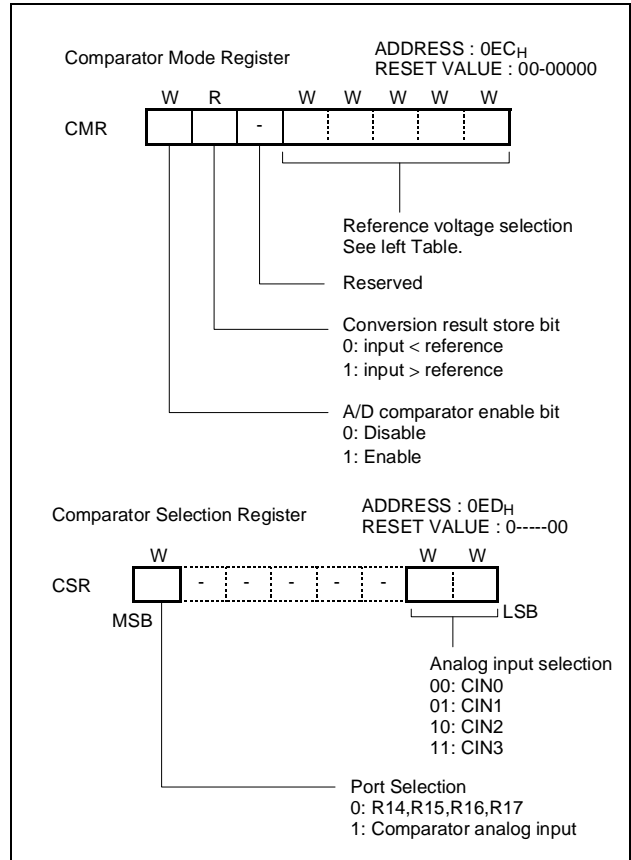 Comparator Mode Register
ADDRESS : 0ECH
RESET VALUE : 00-00000
W R W W W W W
CMR
-
Reference voltage selection
See left Table.
Reserved
Conversion result store bit
0: input < reference
1: input > reference
A/D comparator enable bit
0: Disable
1: Enable
Comparator Selection Register
ADDRESS : 0EDH
RESET VALUE : 0-----00
W W W
CSR
- - - - -
MSB
LSB
Analog input selection
00: CIN0
01: CIN1
10: CIN2
11: CIN3
Port Selection
0: R14,R15,R16,R17
1: Comparator analog input